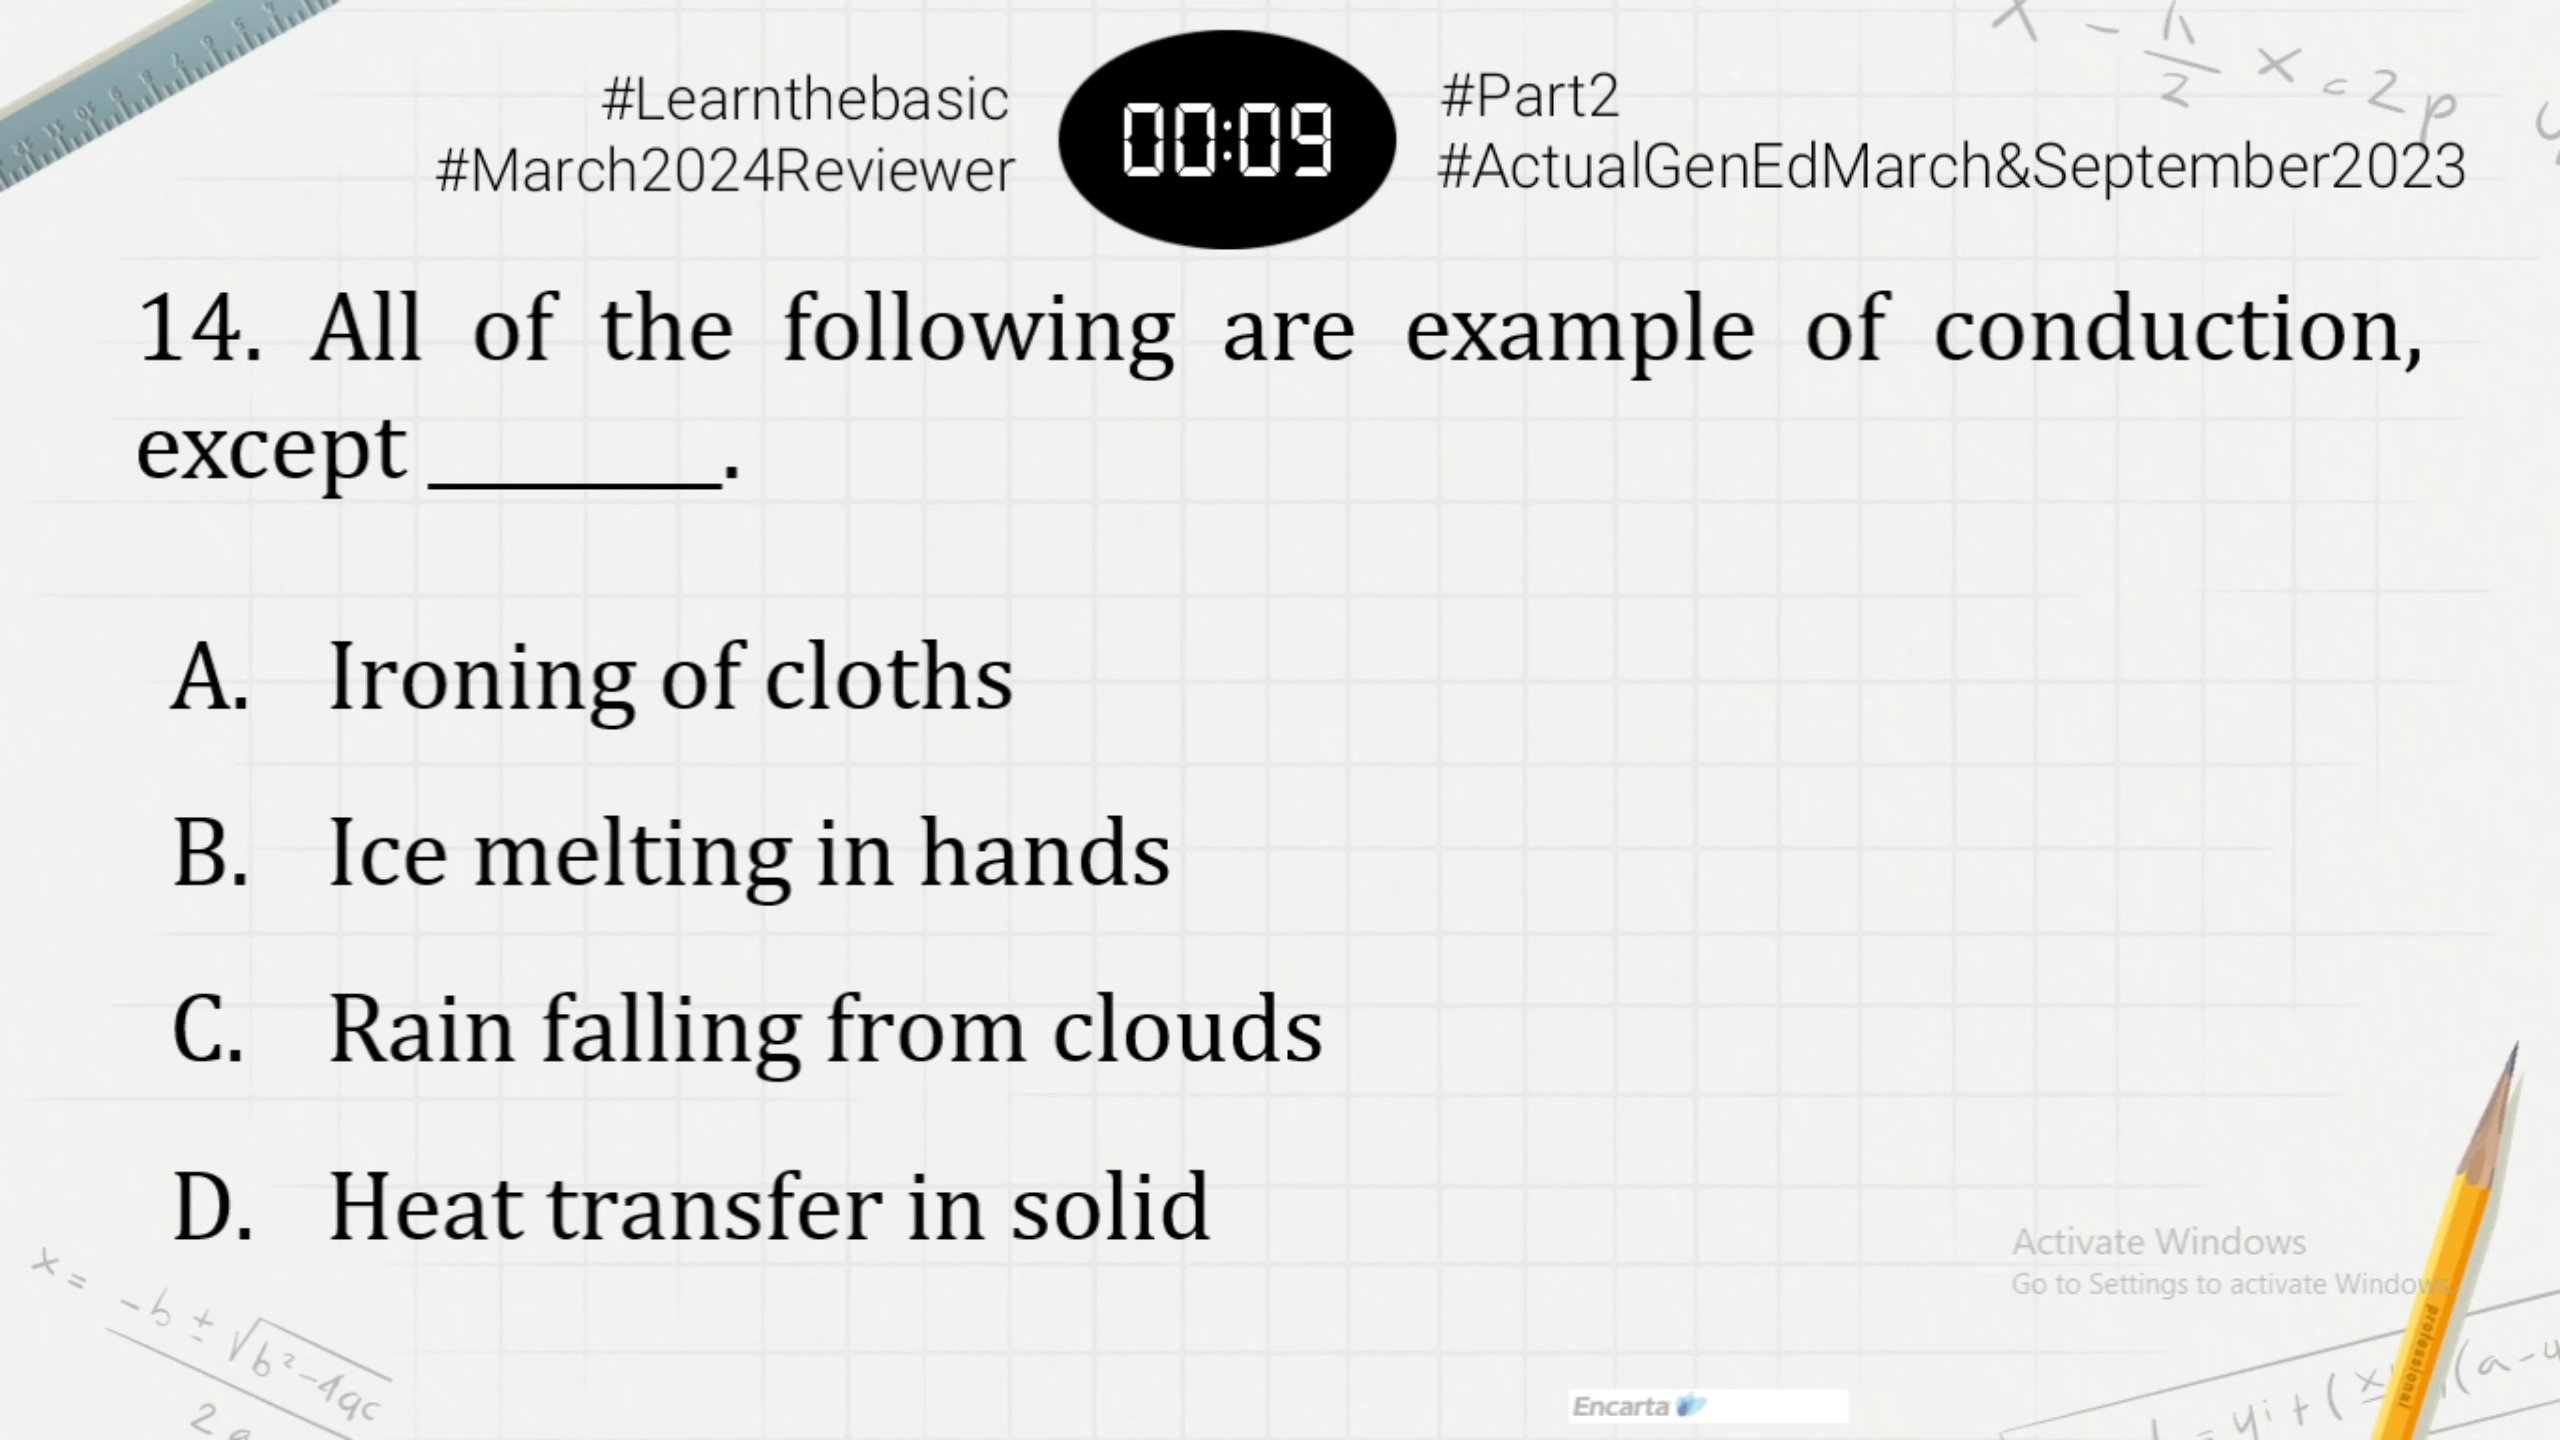 #Learnthebasic
#March2024Reviewer
00:09
#Part2
#ActualGenEdMarch&September2023
14. All of the following are example of conduction,
except ________.
A. Ironing of cloths
B. Ice melting in hands
C. Rain falling from clouds
D. Heat transfer in solid
Activate Windows
Go to Settings to activate Windows
Encarta
professional